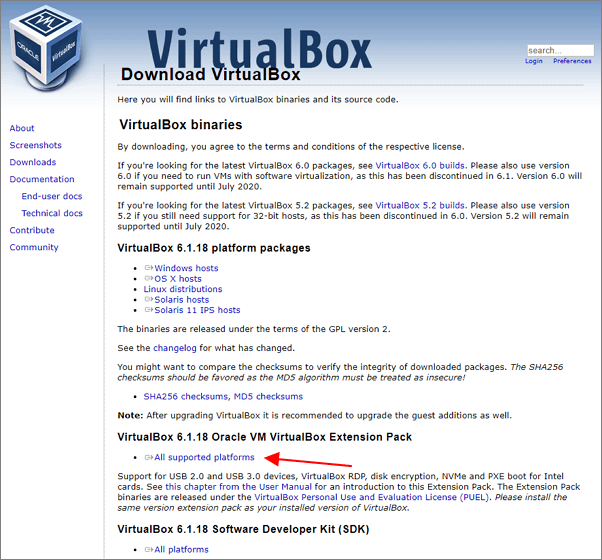 VirtualBox
ORACLE
VirtualBox
search...
Login Preferences
Download VirtualBox
Here you will find links to VirtualBox binaries and its source code.
About
Screenshots
Downloads
Documentation
End-user docs
Technical docs
Contribute
Community
VirtualBox binaries
By downloading, you agree to the terms and conditions of the respective license.
If you're looking for the latest VirtualBox 6.0 packages, see VirtualBox 6.0 builds. Please also use version
6.0 if you need to run VMs with software virtualization, as this has been discontinued in 6.1. Version 6.0 will
remain supported until July 2020.
If you're looking for the latest VirtualBox 5.2 packages, see VirtualBox 5.2 builds. Please also use version
5.2 if you still need support for 32-bit hosts, as this has been discontinued in 6.0. Version 5.2 will remain
supported until July 2020.
VirtualBox 6.1.18 platform packages
• Windows hosts
• OS X hosts
• Linux distributions
• Solaris hosts
• Solaris 11 IPS hosts
The binaries are released under the terms of the GPL version 2.
See the changelog for what has changed.
You might want to compare the checksums to verify the integrity of downloaded packages. The SHA256
checksums should be favored as the MD5 algorithm must be treated as insecure!
• SHA256 checksums, MD5 checksums
Note: After upgrading VirtualBox it is recommended to upgrade the guest additions as well.
VirtualBox 6.1.18 Oracle VM VirtualBox Extension Pack
• All supported platforms
Support for USB 2.0 and USB 3.0 devices, VirtualBox RDP, disk encryption, NVMe and PXE boot for Intel
cards. See this chapter from the User Manual for an introduction to this Extension Pack. The Extension Pack
binaries are released under the VirtualBox Personal Use and Evaluation License (PUEL). Please install the
same version extension pack as your installed version of VirtualBox.
VirtualBox 6.1.18 Software Developer Kit (SDK)
• All platforms